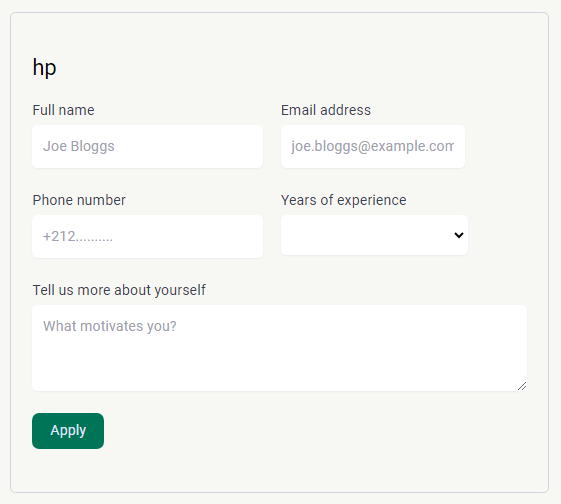 hp
Full name
Email address
Joe Bloggs
joe.bloggs@example.com
Phone number
Years of experience
+212..........
Tell us more about yourself
What motivates you?
Apply